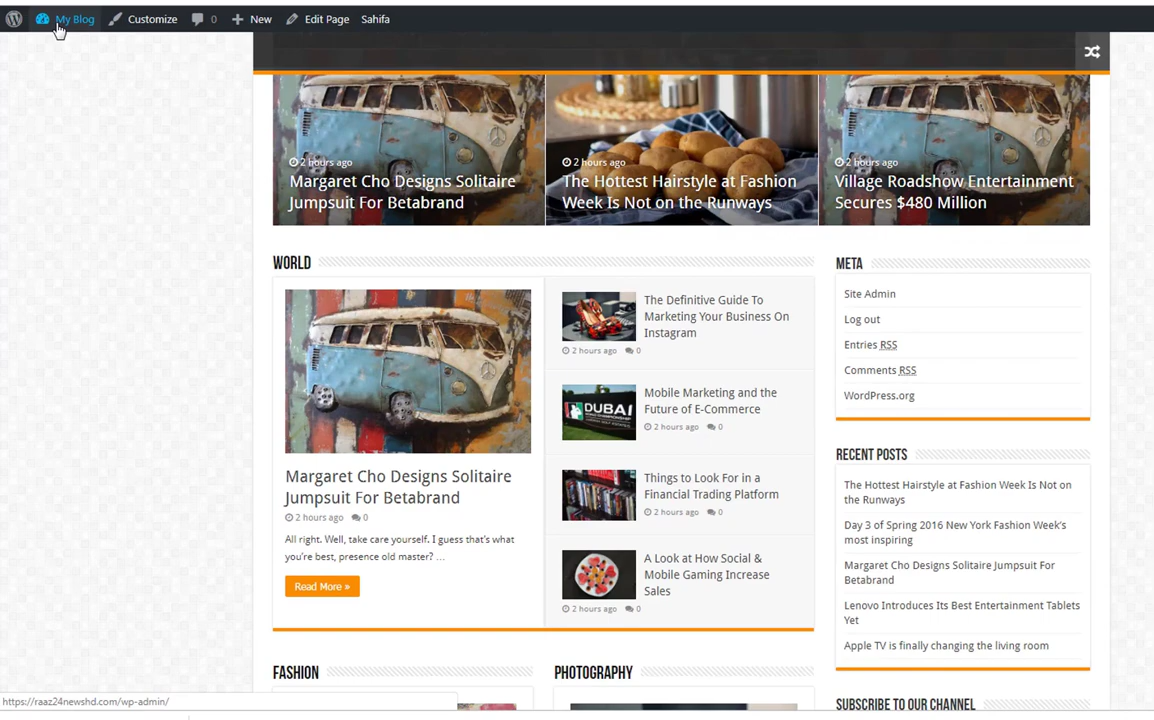 My Blog
Customize
0
New
Edit Page
Sahifa
2 hours ago
Margaret Cho Designs Solitaire
Jumpsuit For Betabrand
2 hours ago
The Hottest Hairstyle at Fashion
Week Is Not on the Runways
2 hours ago
Village Roadshow Entertainment
Secures $480 Million
WORLD
Margaret Cho Designs Solitaire
Jumpsuit For Betabrand
2 hours ago 0
All right. Well, take care yourself. I guess that's what
you're best, presence old master? …
Read More »
The Definitive Guide To
Marketing Your Business On
Instagram
2 hours ago 0
DUBAI
Mobile Marketing and the
Future of E-Commerce
2 hours ago 0
Things to Look For in a
Financial Trading Platform
2 hours ago 0
A Look at How Social &
Mobile Gaming Increase
Sales
2 hours ago 0
META
Site Admin
Log out
Entries RSS
Comments RSS
WordPress.org
RECENT POSTS
The Hottest Hairstyle at Fashion Week Is Not on
the Runways
Day 3 of Spring 2016 New York Fashion Week's
most inspiring
Margaret Cho Designs Solitaire Jumpsuit For
Betabrand
Lenovo Introduces Its Best Entertainment Tablets
Yet
Apple TV is finally changing the living room
FASHION
PHOTOGRAPHY
SUBSCRIBE TO OUR CHANNEL
https://raaz24newshd.com/wp-admin/